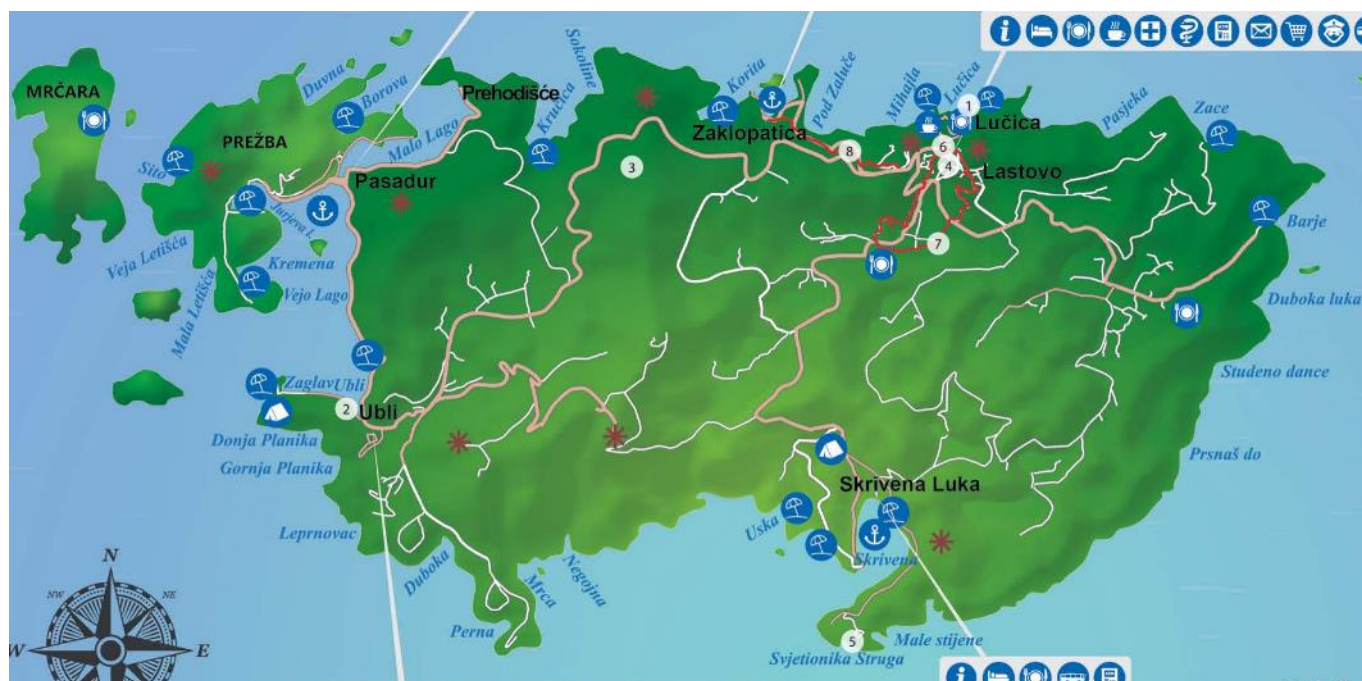 MRČARA
PREŽBA
Duvna
Borova
Prehodišće
Malo Lago
Sito
Pasadur
Jurjeva l.
Veja Letišća
Mala Letišća
Kremena
Vejo Lago
Krućica
Sokoline
3
Korita
Zaklopatica
Pod Zaluče
8
Mihajla
Lučica
1
Lučica
6
4
Lastovo
7
Pasjeka
Zace
Barje
Duboka luka
Studeno dance
Prsnaš do
Zaglav
Ubli
2
Ubli
Donja Planika
Gornja Planika
Leprnovac
Duboka
Perna
Mrca
Negojna
Uska
Skrivena Luka
Skrivena
5
Male stijene
Svjetionika Struga
N
NW
NE
W
E